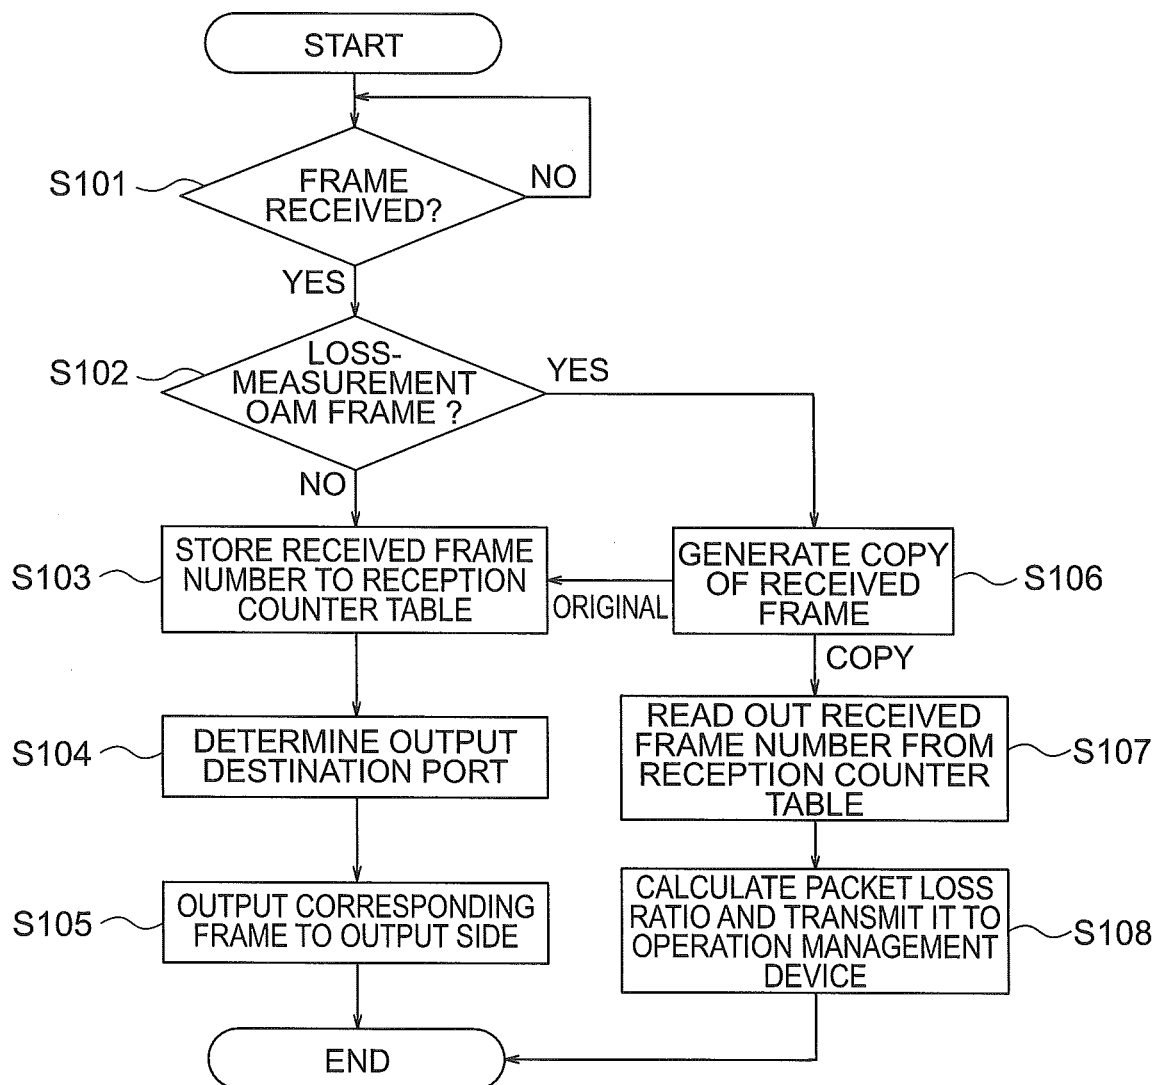 START
S101
FRAME
RECEIVED?
NO
YES
S102
LOSS-
MEASUREMENT
OAM FRAME ?
YES
NO
S103
STORE RECEIVED FRAME
NUMBER TO RECEPTION
COUNTER TABLE
ORIGINAL
GENERATE COPY
OF RECEIVED
FRAME
S106
COPY
S104
DETERMINE OUTPUT
DESTINATION PORT
READ OUT RECEIVED
FRAME NUMBER FROM
RECEPTION COUNTER
TABLE
S107
S105
OUTPUT CORRESPONDING
FRAME TO OUTPUT SIDE
CALCULATE PACKET LOSS
RATIO AND TRANSMIT IT TO
OPERATION MANAGEMENT
DEVICE
S108
END